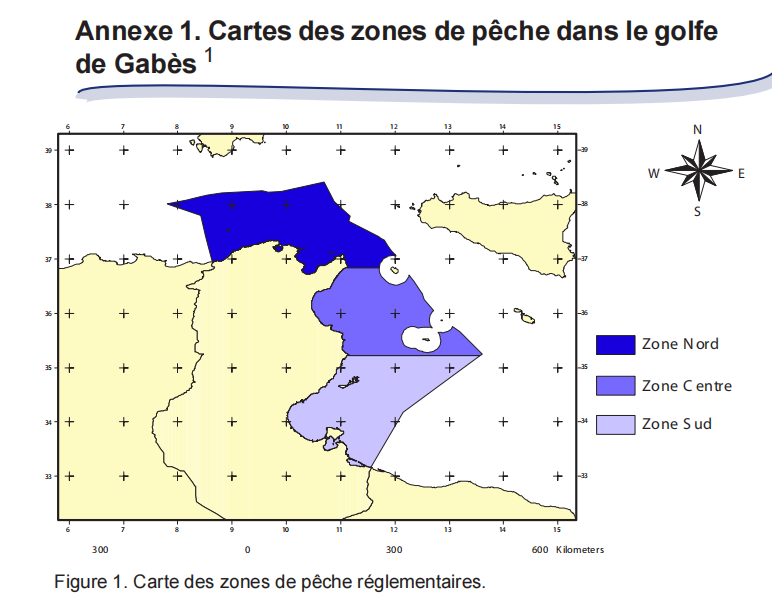 Annexe 1. Cartes des zones de pêche dans le golfe
de Gabès 1
6 7 8 9 10 11 12 13 14 15
N
39 39
W E
38 38
S
37 37
36 36
Zone Nord
35 35
Zone Centre
34 34
Zone Sud
33 33
6 7 8 9 10 11 12 13 14 15
300 0 300 600 Kilometers
Figure 1. Carte des zones de pêche réglementaires.